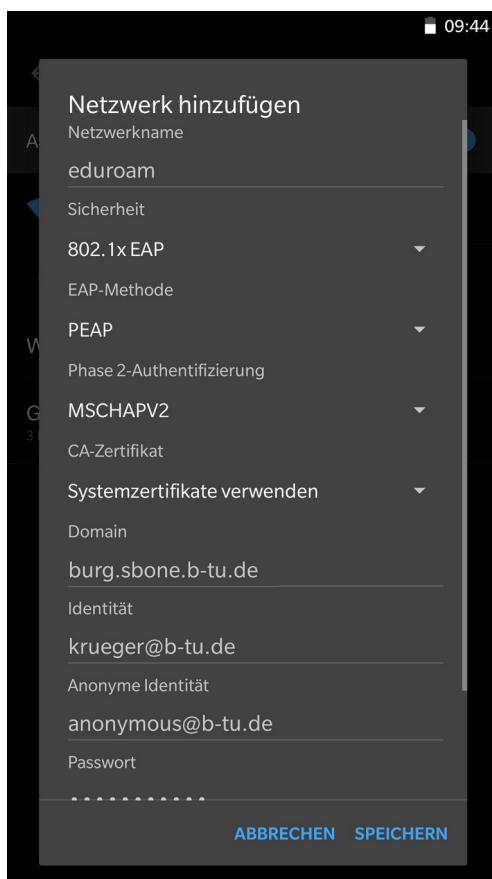 09:44
Netzwerk hinzufügen
Netzwerkname
eduroam
Sicherheit
802.1x EAP
EAP-Methode
PEAP
Phase 2-Authentifizierung
MSCHAPV2
CA-Zertifikat
Systemzertifikate verwenden
Domain
burg.sbone.b-tu.de
Identität
krueger@b-tu.de
Anonyme Identität
anonymous@b-tu.de
Passwort
ABBRECHEN SPEICHERN